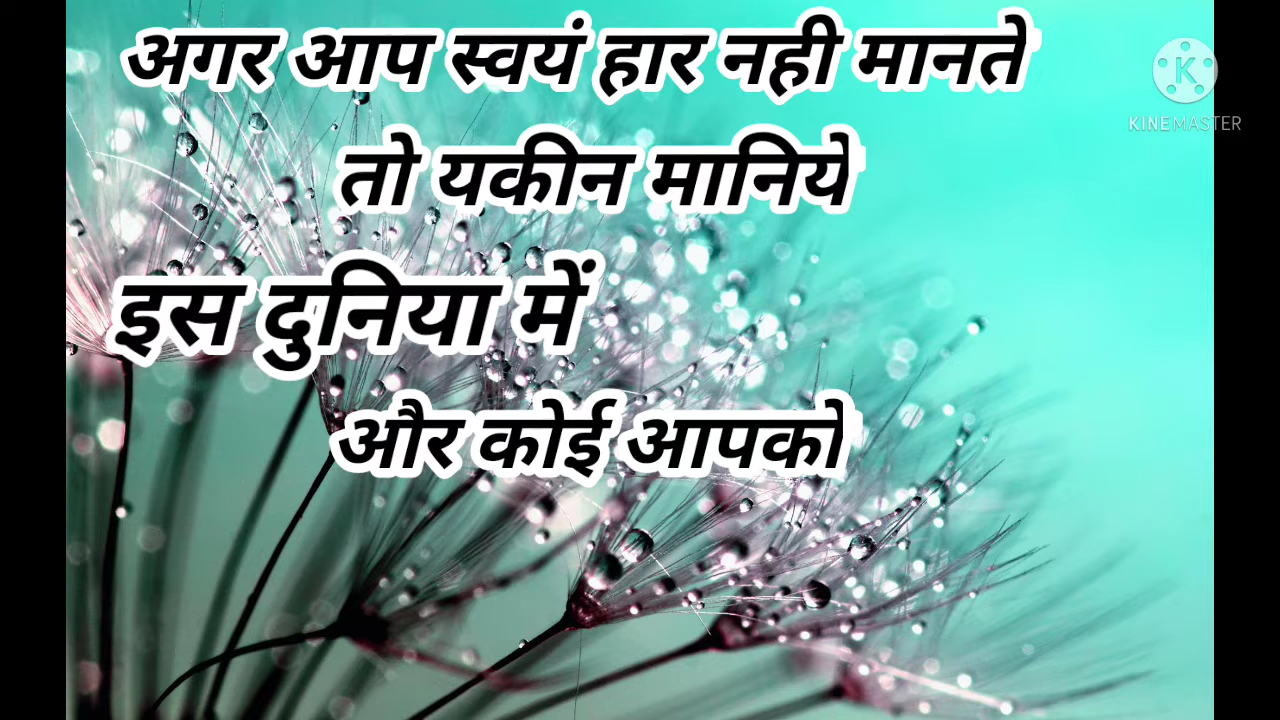 अगर आप स्वयं हार नही मानते
तो यकीन मानिये
इस दुनिया में
और कोई आपको
KINEMASTER